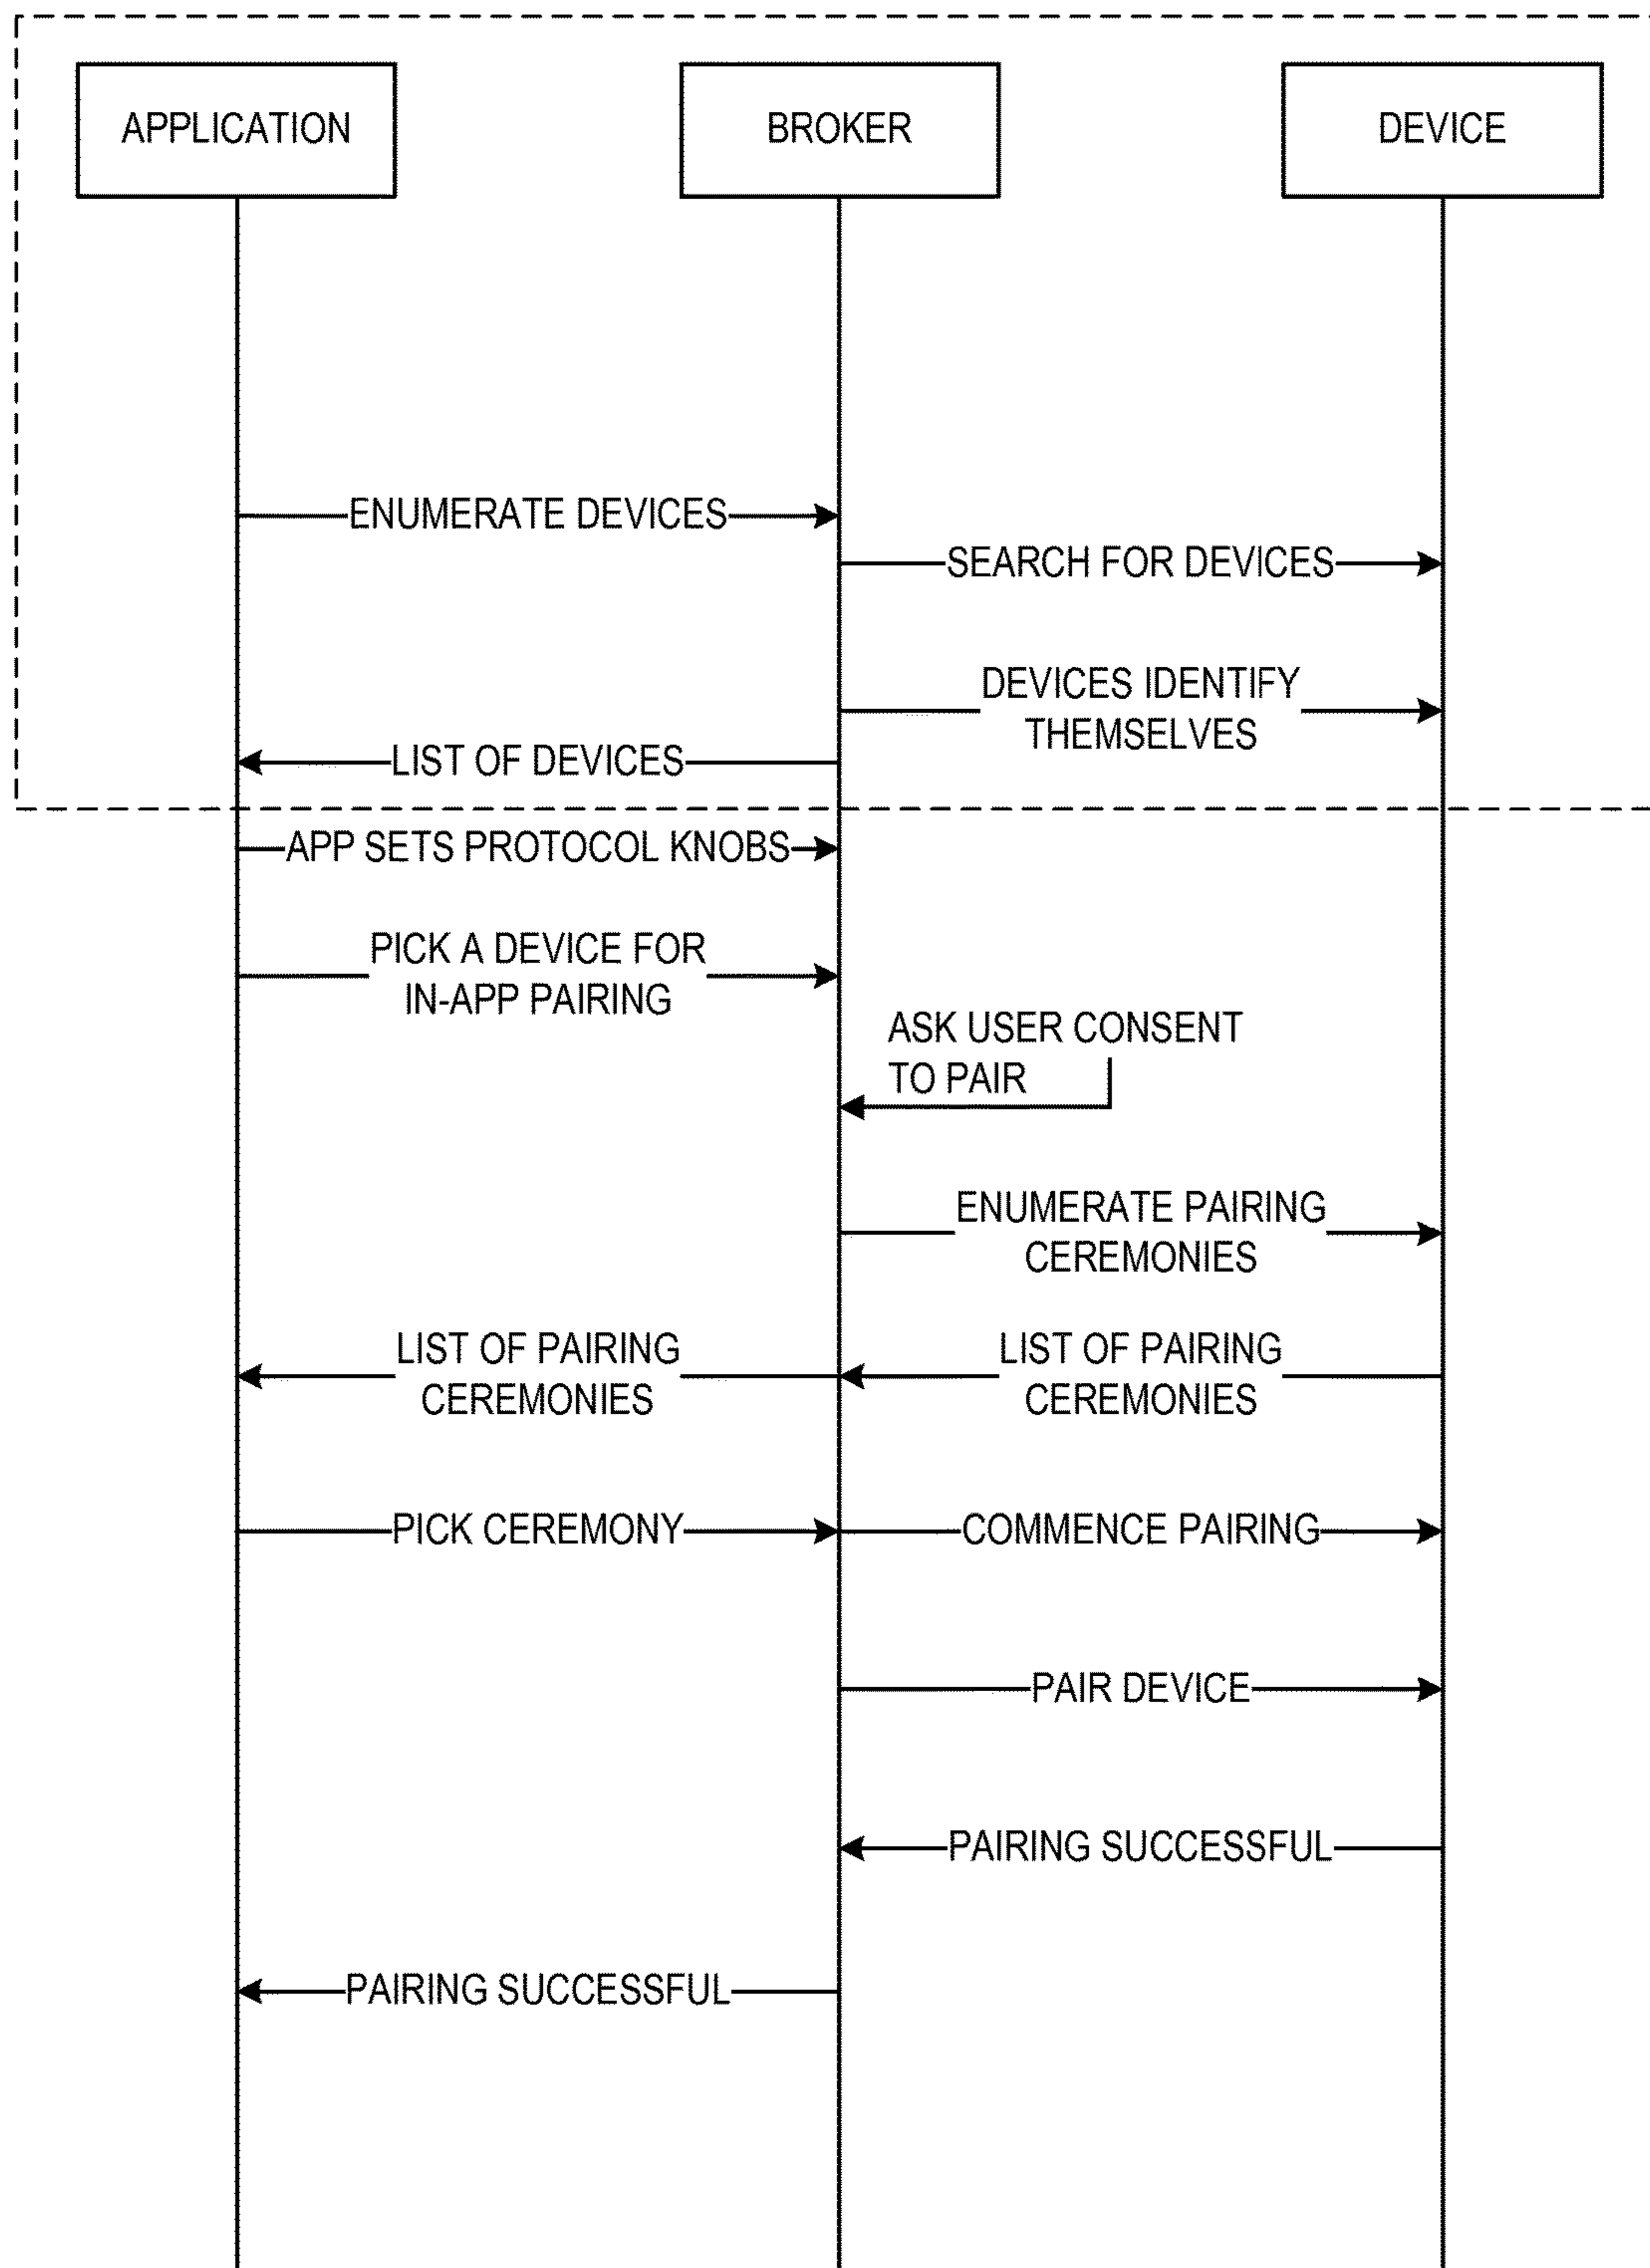 APPLICATION
BROKER
DEVICE
ENUMERATE DEVICES
SEARCH FOR DEVICES
DEVICES IDENTIFY
THEMSELVES
LIST OF DEVICES
APP SETS PROTOCOL KNOBS
PICK A DEVICE FOR
IN-APP PAIRING
ASK USER CONSENT
TO PAIR
ENUMERATE PAIRING
CEREMONIES
LIST OF PAIRING
CEREMONIES
LIST OF PAIRING
CEREMONIES
PICK CEREMONY
COMMENCE PAIRING
PAIR DEVICE
PAIRING SUCCESSFUL
PAIRING SUCCESSFUL